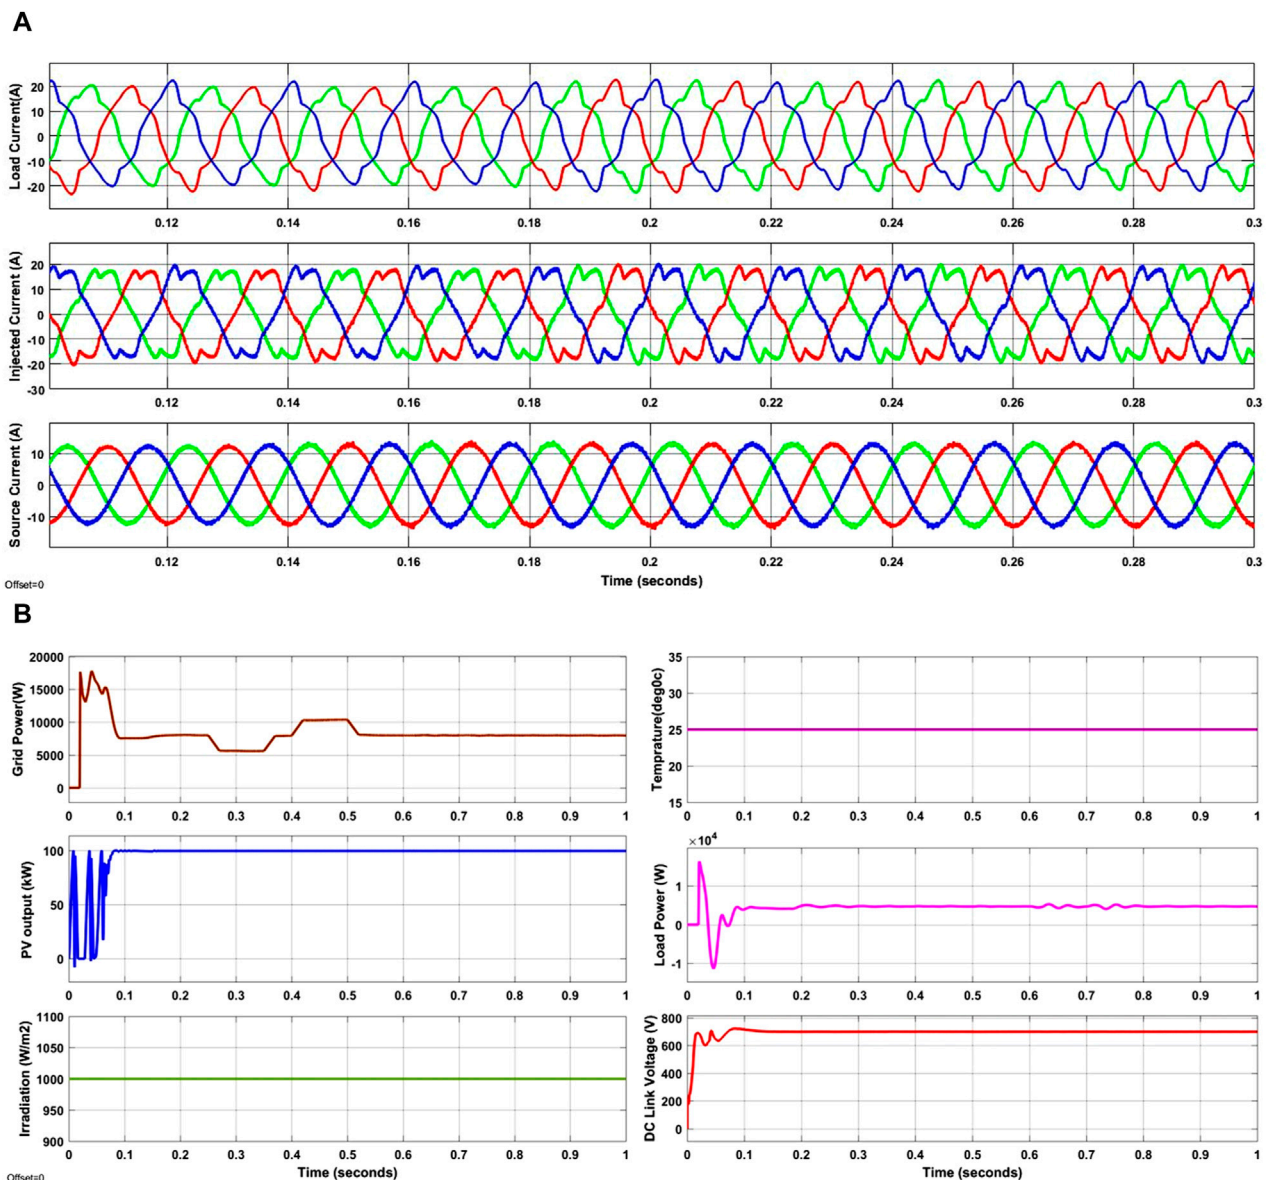 A
Load Current(A)
20
10
0
-10
-20
0.12 0.14 0.16 0.18 0.2 0.22 0.24 0.26 0.28 0.3
Injected Current (A)
20
10
0
-10
-20
-30
0.12 0.14 0.16 0.18 0.2 0.22 0.24 0.26 0.28 0.3
Source Current (A)
10
0
-10
0.12 0.14 0.16 0.18 0.2 0.22 0.24 0.26 0.28 0.3
Time (seconds)
Offset=0
B
Grid Power(W)
20000
15000
10000
5000
0
0 0.1 0.2 0.3 0.4 0.5 0.6 0.7 0.8 0.9 1
Temprature(deg0c)
35
30
25
20
15
0 0.1 0.2 0.3 0.4 0.5 0.6 0.7 0.8 0.9 1
PV output (kW)
100
50
0
0 0.1 0.2 0.3 0.4 0.5 0.6 0.7 0.8 0.9 1
×10^4
Load Power (W)
1
0
-1
0 0.1 0.2 0.3 0.4 0.5 0.6 0.7 0.8 0.9 1
Irradiation (W/m2)
1100
1050
1000
950
900
0 0.1 0.2 0.3 0.4 0.5 0.6 0.7 0.8 0.9 1
Time (seconds)
DC Link Voltage (V)
800
600
400
200
0
0 0.1 0.2 0.3 0.4 0.5 0.6 0.7 0.8 0.9 1
Time (seconds)
Offset=0